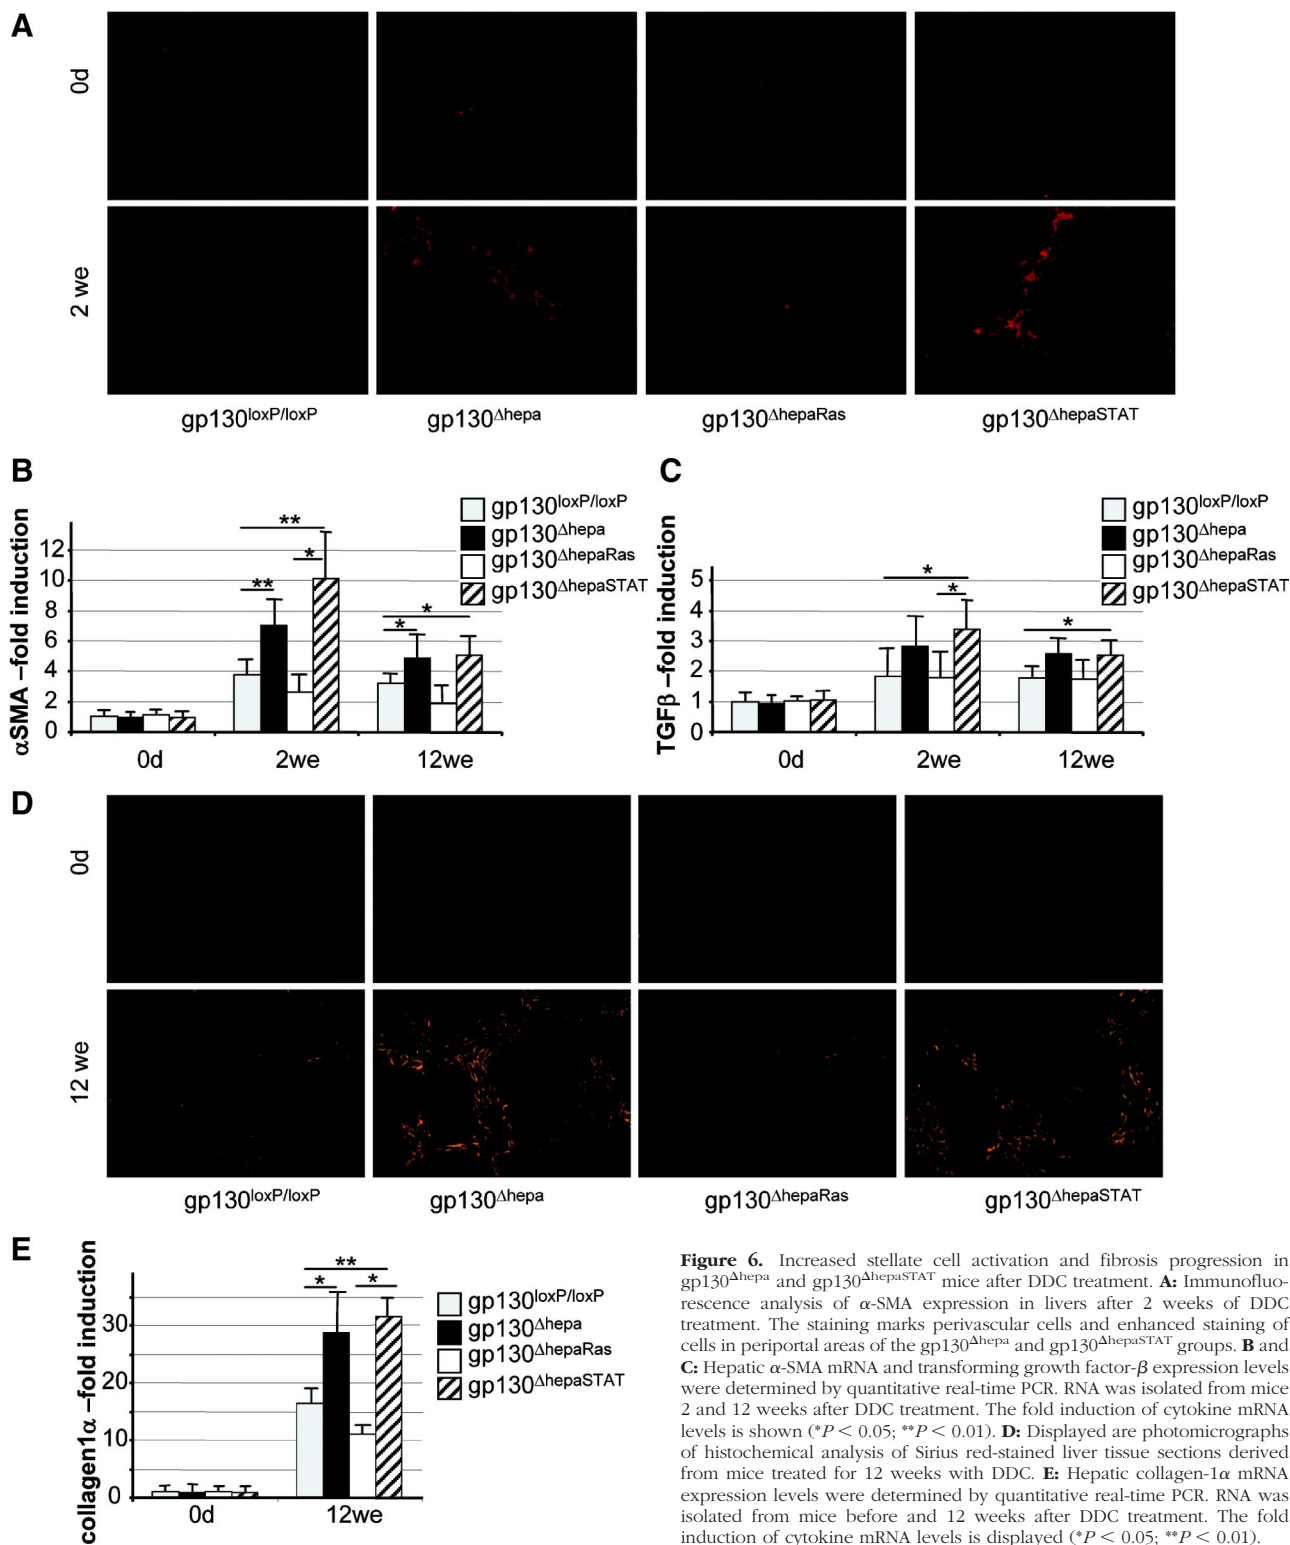 A
0d
2 we
gp130loxP/loxP
gp130Δhepa
gp130ΔhepaRas
gp130ΔhepaSTAT
B
αSMA –fold induction
12
10
8
6
4
2
0
**
*
**
*
*
0d
2we
12we
gp130loxP/loxP
gp130Δhepa
gp130ΔhepaRas
gp130ΔhepaSTAT
C
TGFβ –fold induction
5
4
3
2
1
0
*
*
*
0d
2we
12we
gp130loxP/loxP
gp130Δhepa
gp130ΔhepaRas
gp130ΔhepaSTAT
D
0d
12 we
gp130loxP/loxP
gp130Δhepa
gp130ΔhepaRas
gp130ΔhepaSTAT
E
collagen1α –fold induction
30
20
10
0
**
*
*
0d
12we
gp130loxP/loxP
gp130Δhepa
gp130ΔhepaRas
gp130ΔhepaSTAT
Figure 6. Increased stellate cell activation and fibrosis progression in
gp130Δhepa and gp130ΔhepaSTAT mice after DDC treatment. A: Immunofluo-
rescence analysis of α-SMA expression in livers after 2 weeks of DDC
treatment. The staining marks perivascular cells and enhanced staining of
cells in periportal areas of the gp130Δhepa and gp130ΔhepaSTAT groups. B and
C: Hepatic α-SMA mRNA and transforming growth factor-β expression levels
were determined by quantitative real-time PCR. RNA was isolated from mice
2 and 12 weeks after DDC treatment. The fold induction of cytokine mRNA
levels is shown (*P < 0.05; **P < 0.01). D: Displayed are photomicrographs
of histochemical analysis of Sirius red-stained liver tissue sections derived
from mice treated for 12 weeks with DDC. E: Hepatic collagen-1α mRNA
expression levels were determined by quantitative real-time PCR. RNA was
isolated from mice before and 12 weeks after DDC treatment. The fold
induction of cytokine mRNA levels is displayed (*P < 0.05; **P < 0.01).